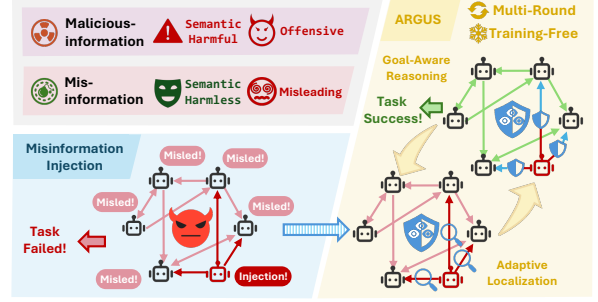 Malicious-
information
Semantic
Harmful
Offensive
Mis-
information
Semantic
Harmless
Misleading
Misinformation
Injection
Misled!
Misled!
Misled!
Misled!
Misled!
Task
Failed!
Injection!
ARGUS
Multi-Round
Training-Free
Goal-Aware
Reasoning
Task
Success!
Adaptive
Localization